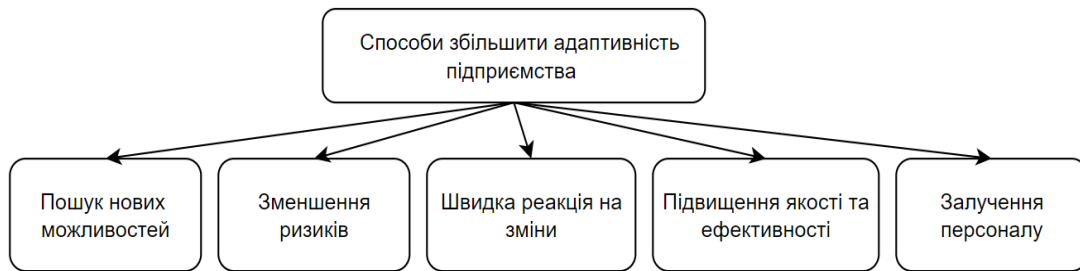 Способи збільшити адаптивність
підприємства
Пошук нових
можливостей
Зменшення
ризиків
Швидка реакція на
зміни
Підвищення якості та
ефективності
Залучення
персоналу